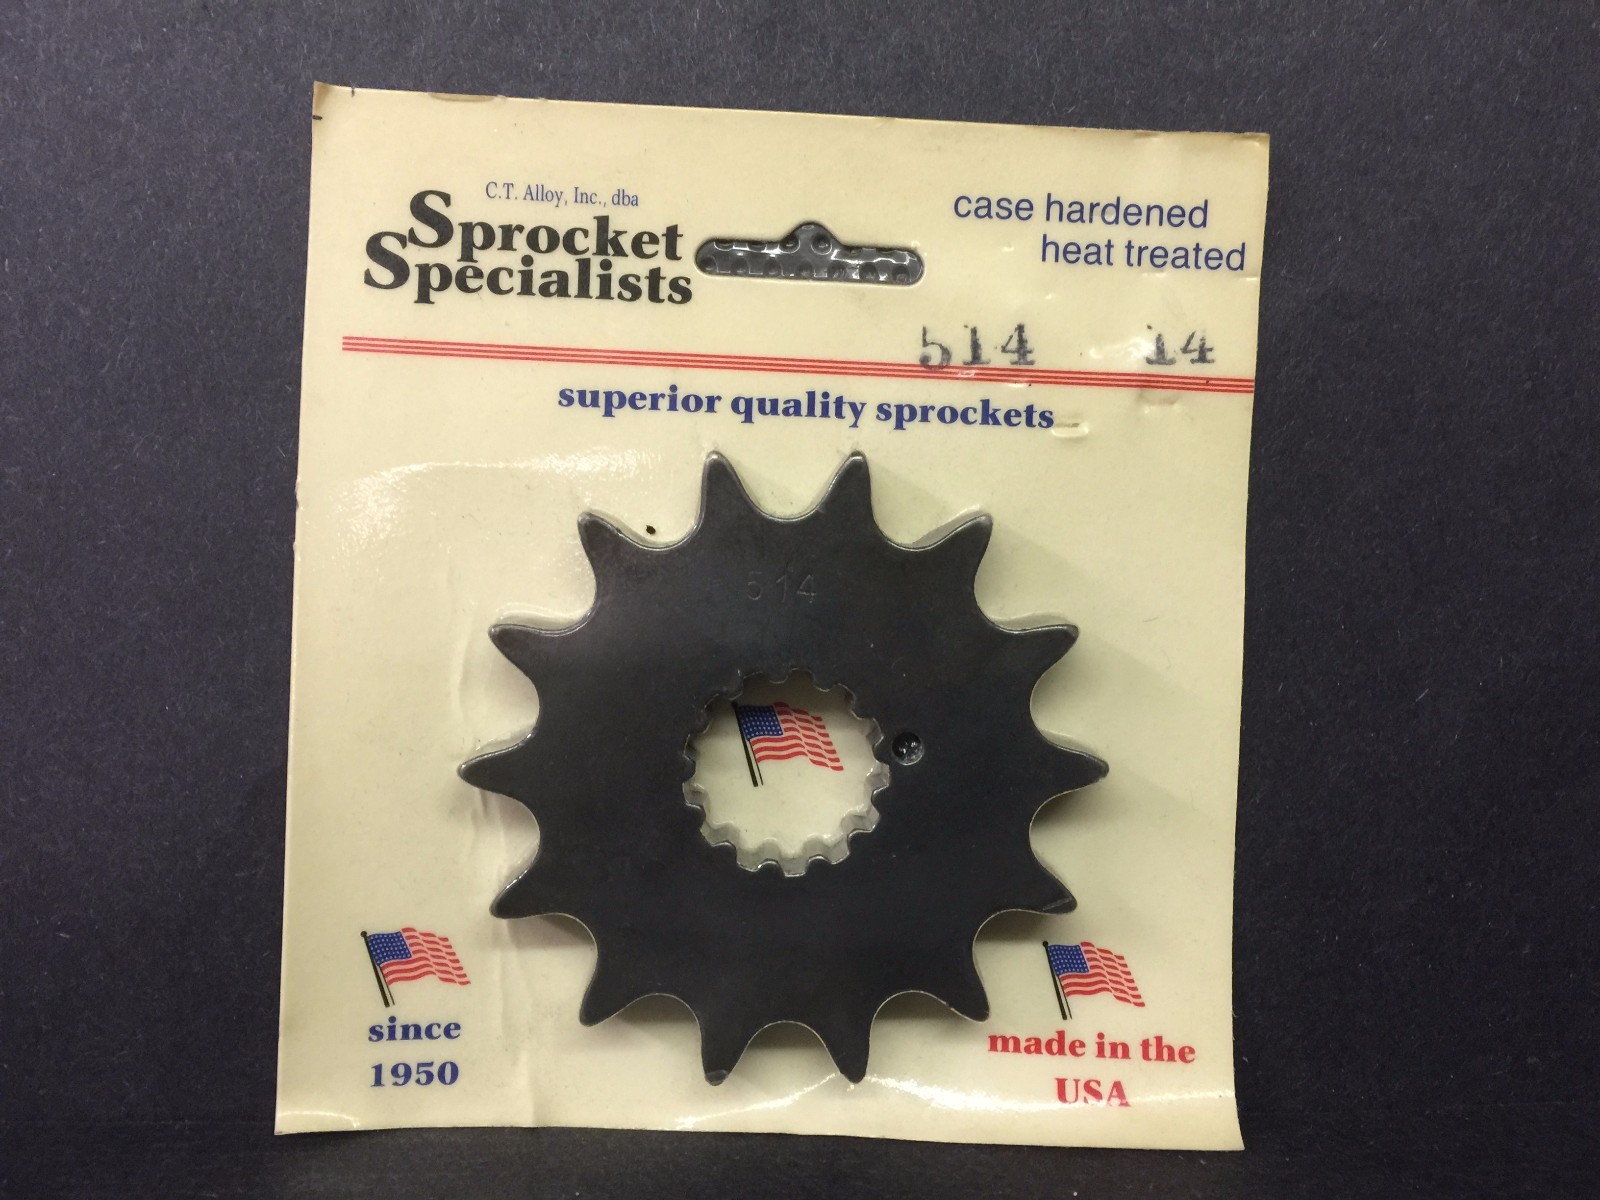 C.T. Alloy, Inc., dba
Sprocket
Specialists
case hardened
heat treated
514 14
superior quality sprockets
514
since
1950
made in the
USA